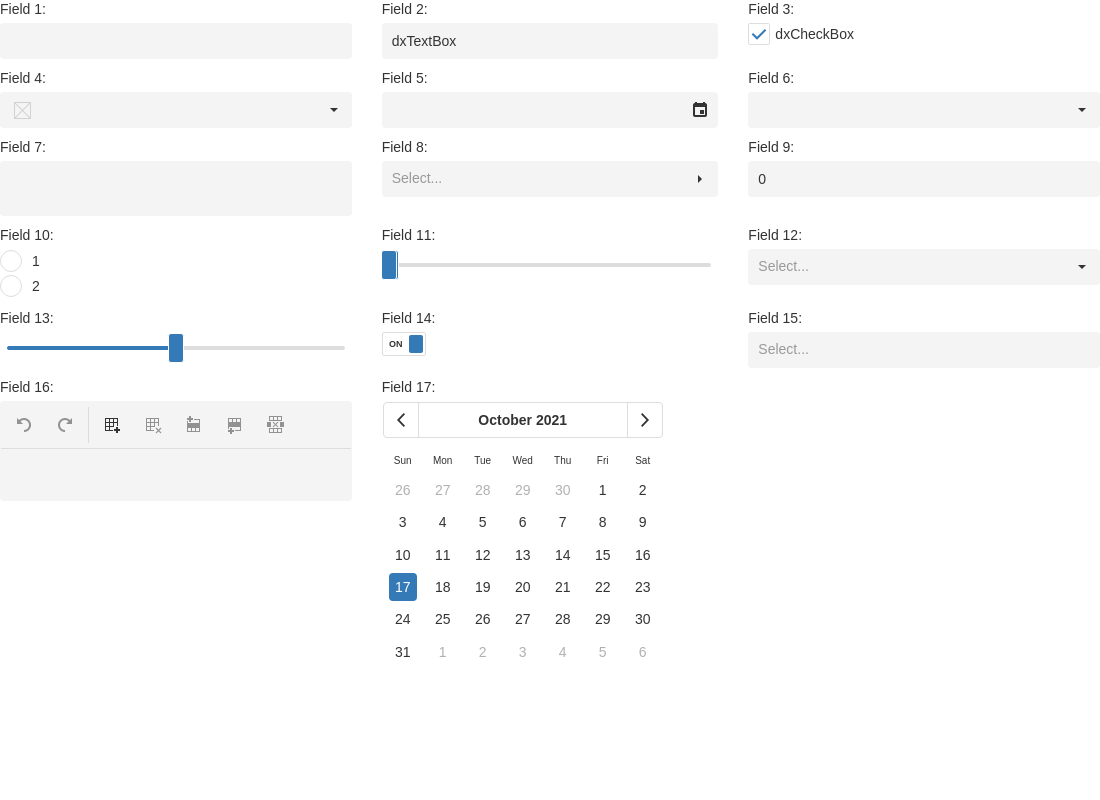 Field 1:
Field 2:
Field 3:
dxTextBox
dxCheckBox
Field 4:
Field 5:
Field 6:
Field 7:
Field 8:
Field 9:
Select...
0
Field 10:
Field 11:
Field 12:
1
2
Select...
Field 13:
Field 14:
Field 15:
ON
Select...
Field 16:
Field 17:
October 2021
Sun Mon Tue Wed Thu Fri Sat
26 27 28 29 30 1 2
3 4 5 6 7 8 9
10 11 12 13 14 15 16
17 18 19 20 21 22 23
24 25 26 27 28 29 30
31 1 2 3 4 5 6